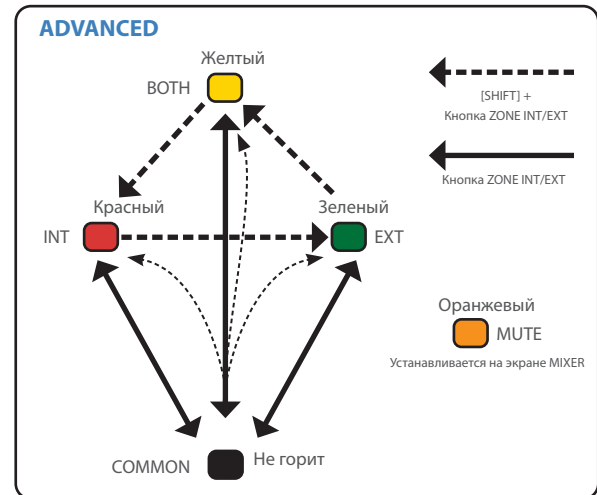 ADVANCED
Желтый
BOTH
[SHIFT] +
Кнопка ZONE INT/EXT
Кнопка ZONE INT/EXT
Красный
Зеленый
INT
EXT
Оранжевый
MUTE
Устанавливается на экране MIXER
COMMON
Не горит